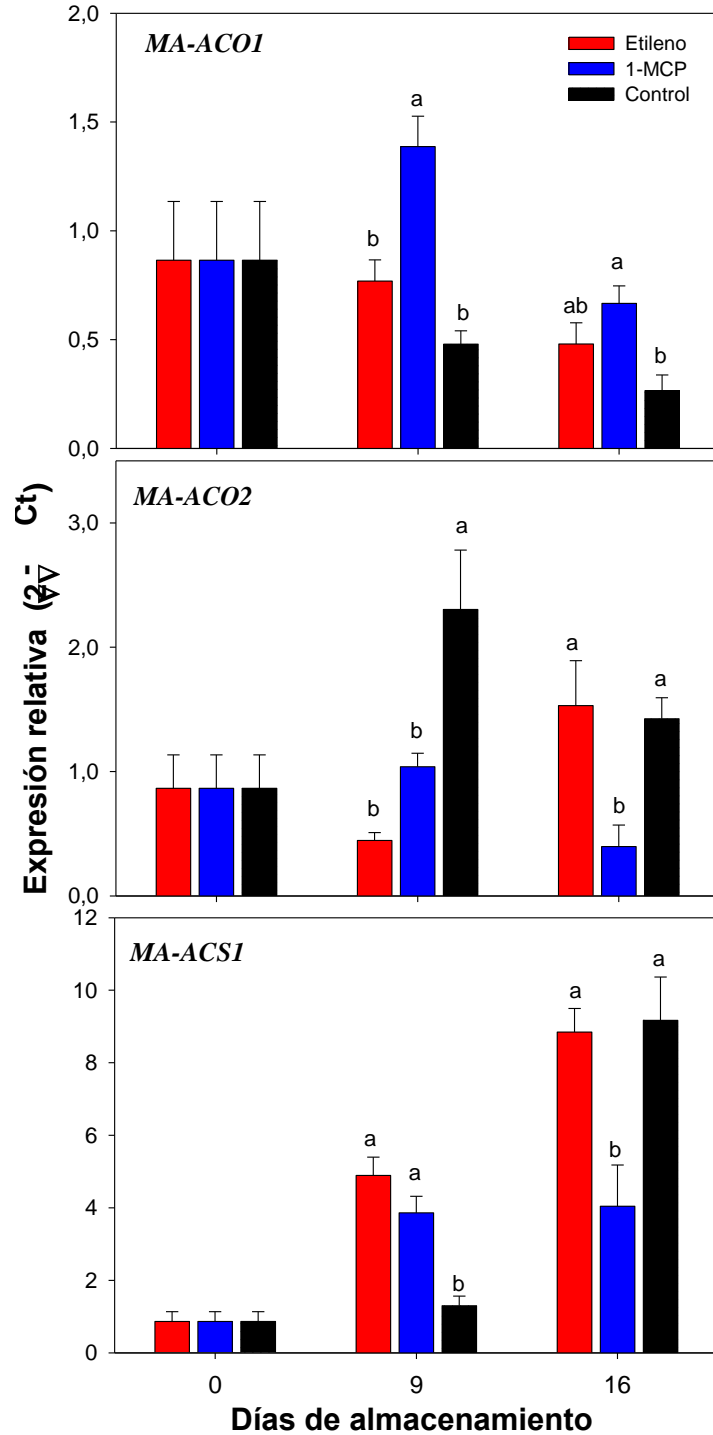 2,0
MA-ACO1
Etileno
1-MCP
Control
a
1,5
1,0
b
a
b
ab
0,5
b
0,0
MA-ACO2
a
3,0
2,0
a
a
b
1,0
b
b
0,0
12
MA-ACS1
a
a
10
8
6
a
a
b
4
b
2
0
0
9
16
Días de almacenamiento
Expresión relativa
Ct)